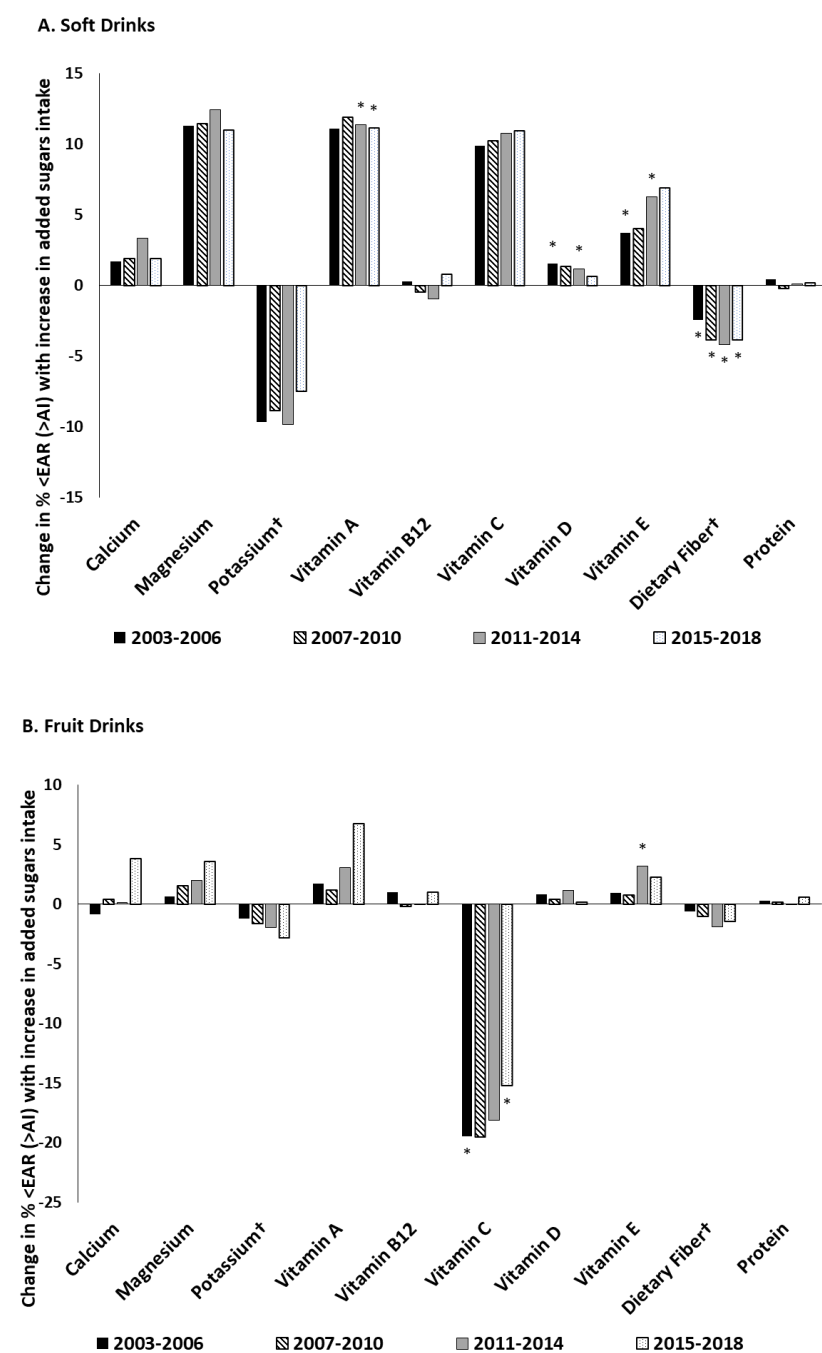 A. Soft Drinks
Change in % <EAR (>AI) with increase in added sugars intake
15
10
5
0
-5
-10
-15
* *
* *
* *
* * * *
Calcium
Magnesium
Potassium†
Vitamin A
Vitamin B12
Vitamin C
Vitamin D
Vitamin E
Dietary Fiber†
Protein
2003-2006 2007-2010 2011-2014 2015-2018
B. Fruit Drinks
Change in % <EAR (>AI) with increase in added sugars intake
10
5
0
-5
-10
-15
-20
-25
*
*
*
Calcium
Magnesium
Potassium†
Vitamin A
Vitamin B12
Vitamin C
Vitamin D
Vitamin E
Dietary Fiber†
Protein
2003-2006 2007-2010 2011-2014 2015-2018